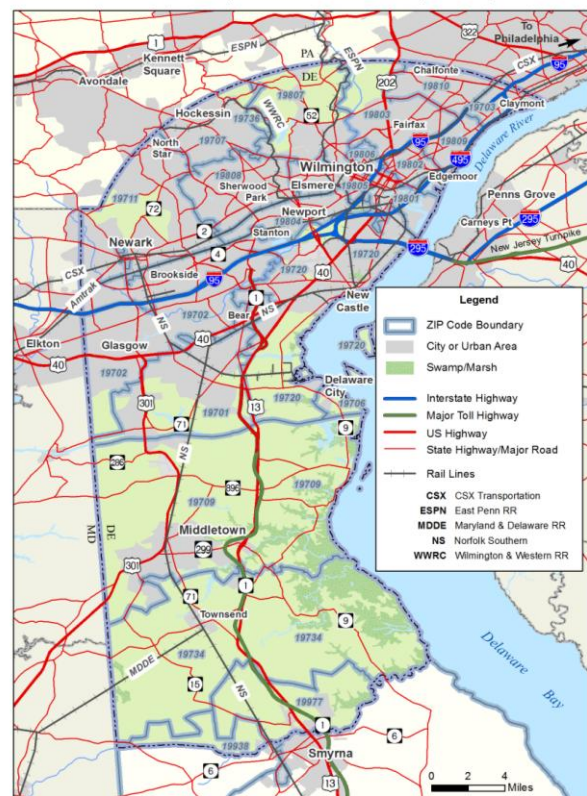 To
Philadelphia
322
1
ESPN
Kennett
Square
PA
DE
ESPN
CSX
95
Avondale
202
Chalfonte
19810
Claymont
19807
Hockessin
52
19736
WWRC
19803
19703
Fairfax
95
19809
495
Delaware River
North
Star
19707
Wilmington
19806
19802
Edgemoor
19808
Sherwood
Park
Elsmere
19805
19801
Penns Grove
19711
72
Newport
19804
Stanton
Carneys Pt
295
2
Newark
4
295
New Jersey Turnpike
40
CSX
Brookside
19720
40
Amtrak
95
1
NS
New
Castle
Bear
NS
19702
Elkton
40
Glasgow
40
19720
19702
Delaware
City
301
13
19720
19706
71
19701
9
NS
286
896
19709
19709
DE
MD
Middletown
299
301
1
71
9
Townsend
19734
19734
MDDE
15
NS
19977
1
19938
6
6
Smyrna
13
Delaware
Bay
Legend
ZIP Code Boundary
City or Urban Area
Swamp/Marsh
Interstate Highway
Major Toll Highway
US Highway
State Highway/Major Road
Rail Lines
CSX CSX Transportation
ESPN East Penn RR
MDDE Maryland & Delaware RR
NS Norfolk Southern
WWRC Wilmington & Western RR
0 2 4
Miles